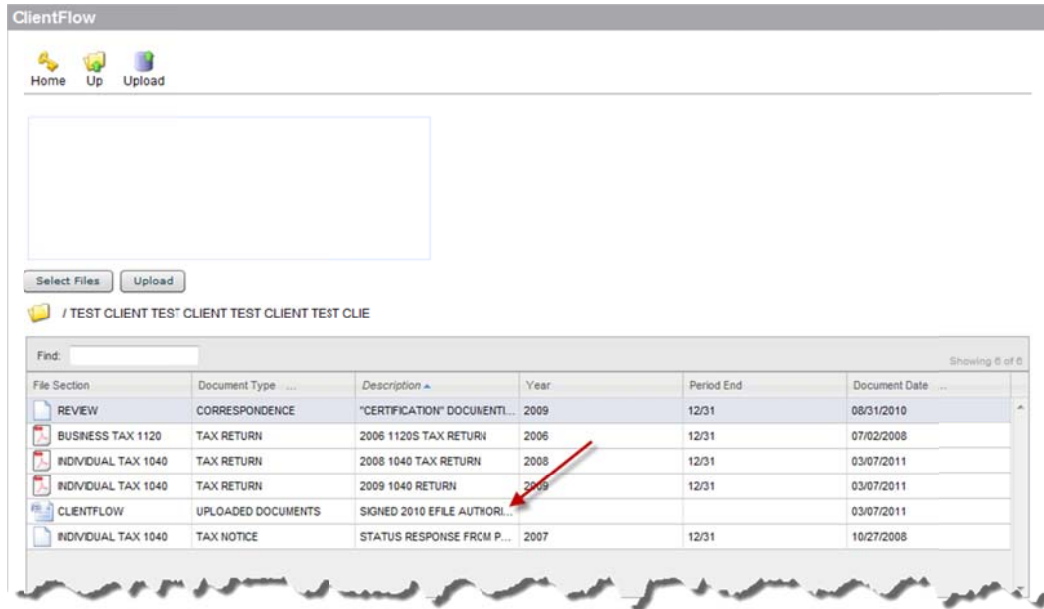 ClientFlow
Home Up Upload
Select Files Upload
/ TEST CLIENT TEST CLIENT TEST CLIENT TEST CLIE
Find:
Showing 6 of 6
File Section Document Type ... Description Year Period End Document Date ..
REVIEW CORRESPONDENCE "CERTIFICATION" DOCUMENTI... 2009 12/31 08/31/2010
BUSINESS TAX 1120 TAX RETURN 2006 1120S TAX RETURN 2006 12/31 07/02/2008
INDIVIDUAL TAX 1040 TAX RETURN 2008 1040 TAX RETURN 2008 12/31 03/07/2011
INDIVIDUAL TAX 1040 TAX RETURN 2009 1040 RETURN 2009 12/31 03/07/2011
CLIENTFLOW UPLOADED DOCUMENTS SIGNED 2010 EFILE AUTHORI... 03/07/2011
INDIVIDUAL TAX 1040 TAX NOTICE STATUS RESPONSE FROM P... 2007 12/31 10/27/2008